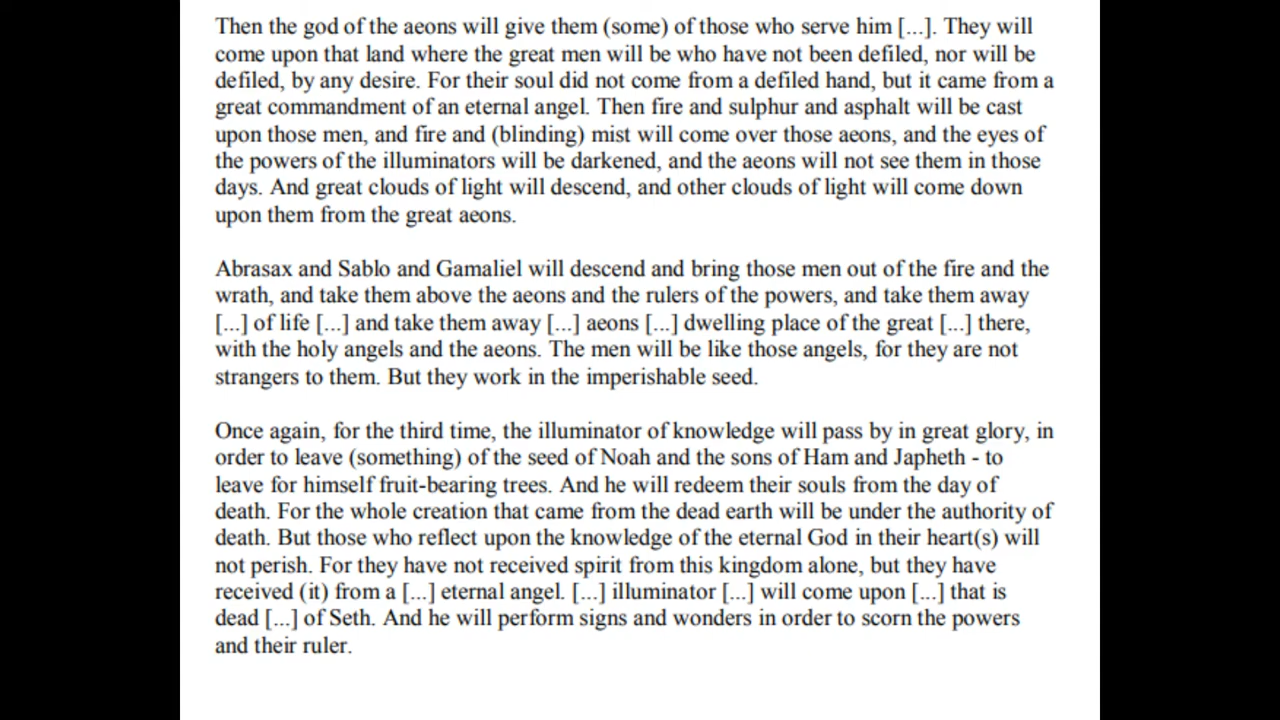 Then the god of the aeons will give them (some) of those who serve him [...]. They will
come upon that land where the great men will be who have not been defiled, nor will be
defiled, by any desire. For their soul did not come from a defiled hand, but it came from a
great commandment of an eternal angel. Then fire and sulphur and asphalt will be cast
upon those men, and fire and (blinding) mist will come over those aeons, and the eyes of
the powers of the illuminators will be darkened, and the aeons will not see them in those
days. And great clouds of light will descend, and other clouds of light will come down
upon them from the great aeons.
Abrasax and Sablo and Gamaliel will descend and bring those men out of the fire and the
wrath, and take them above the aeons and the rulers of the powers, and take them away
[...] of life [...] and take them away [...] aeons [...] dwelling place of the great [...] there,
with the holy angels and the aeons. The men will be like those angels, for they are not
strangers to them. But they work in the imperishable seed.
Once again, for the third time, the illuminator of knowledge will pass by in great glory, in
order to leave (something) of the seed of Noah and the sons of Ham and Japheth - to
leave for himself fruit-bearing trees. And he will redeem their souls from the day of
death. For the whole creation that came from the dead earth will be under the authority of
death. But those who reflect upon the knowledge of the eternal God in their heart(s) will
not perish. For they have not received spirit from this kingdom alone, but they have
received (it) from a [...] eternal angel. [...] illuminator [...] will come upon [...] that is
dead [...] of Seth. And he will perform signs and wonders in order to scorn the powers
and their ruler.